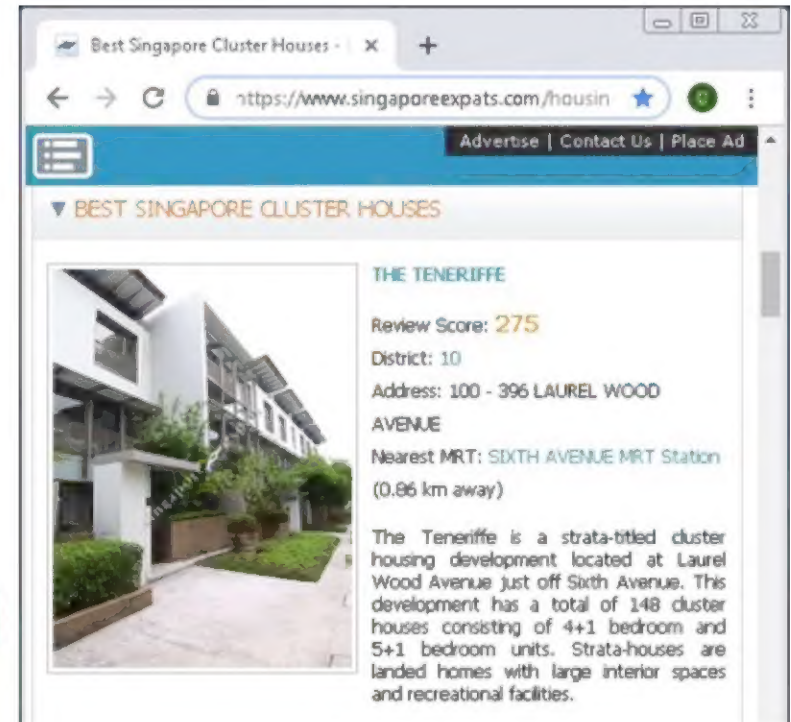 Best Singapore Cluster Houses -
ttps://www.singaporeexpats.com/housin
Advertise | Contact Us | Place Ad
▼ BEST SINGAPORE CLUSTER HOUSES
THE TENERIFFE
Review Score: 275
District: 10
Address: 100 - 396 LAUREL WOOD
AVENUE
Nearest MRT: SIXTH AVENUE MRT Station
(0.86 km away)
The Teneriffe is a strata-titled cluster
housing development located at Laurel
Wood Avenue just off Sixth Avenue. This
development has a total of 148 cluster
houses consisting of 4+1 bedroom and
5+1 bedroom units. Strata-houses are
landed homes with large interior spaces
and recreational facilities.